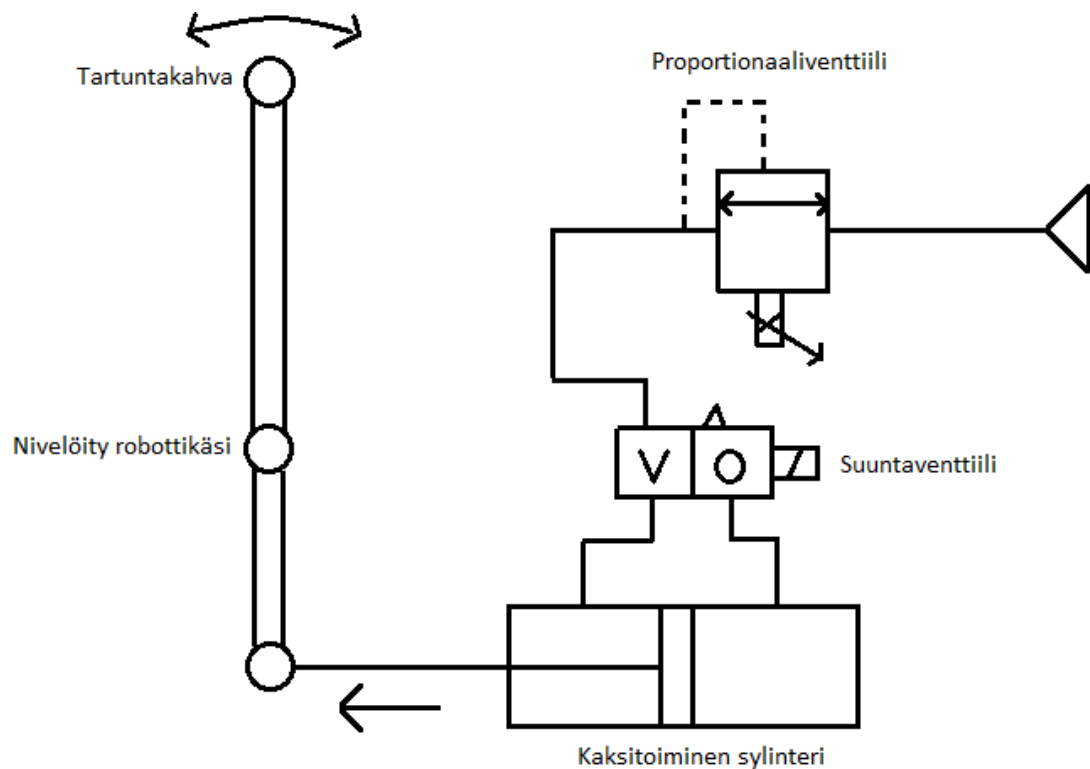 Tartuntakahva
Proportionaaliventtiili
Nivelöity robottikäsi
V
O
Suuntaventtiili
Kaksitoiminen sylinteri